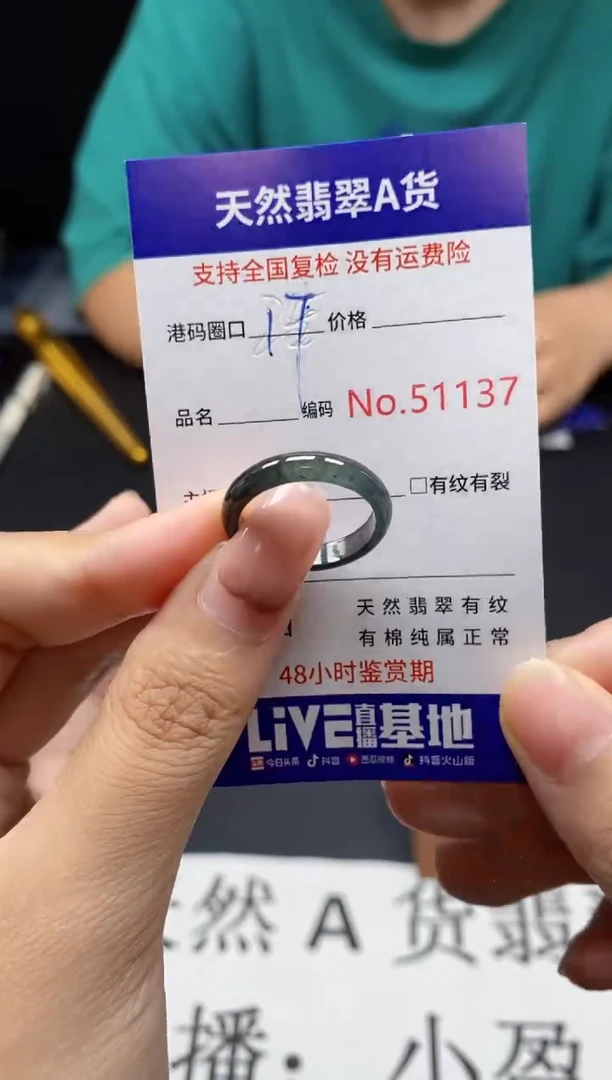 天然翡翠A货
支持全国复检 没有运费险
港码圈口 价格
品名 编码 No.51137
□有纹有裂
天然翡翠有纹
有棉纯属正常
48小时鉴赏期
LiVE直播基地
今日头条 抖音 西瓜视频 抖音火山版
然 A 货翡
播：小盈